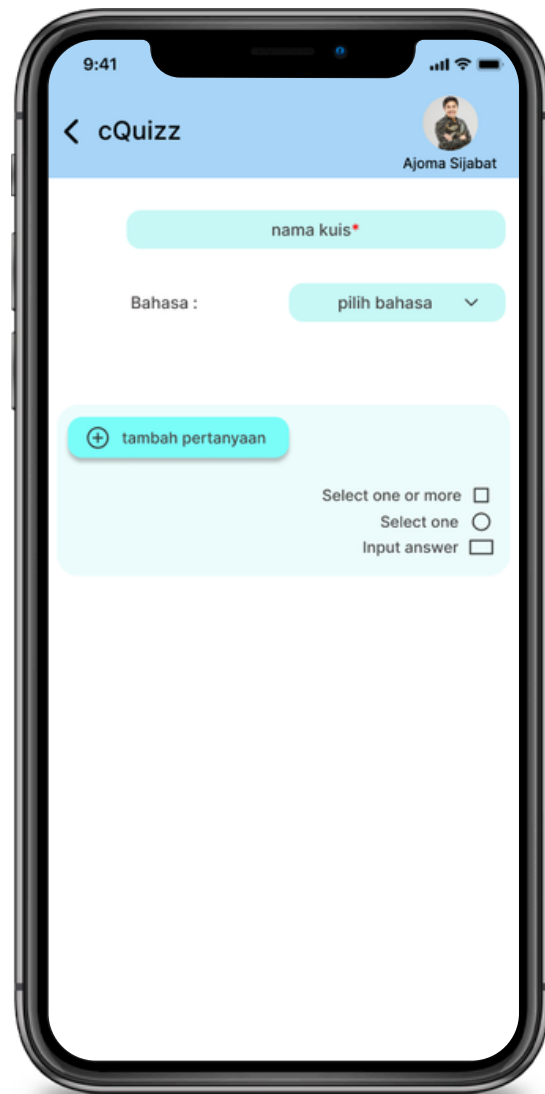 9:41
cQuizz
Ajoma Sijabat
nama kuis*
Bahasa :
pilih bahasa
tambah pertanyaan
Select one or more
Select one
Input answer